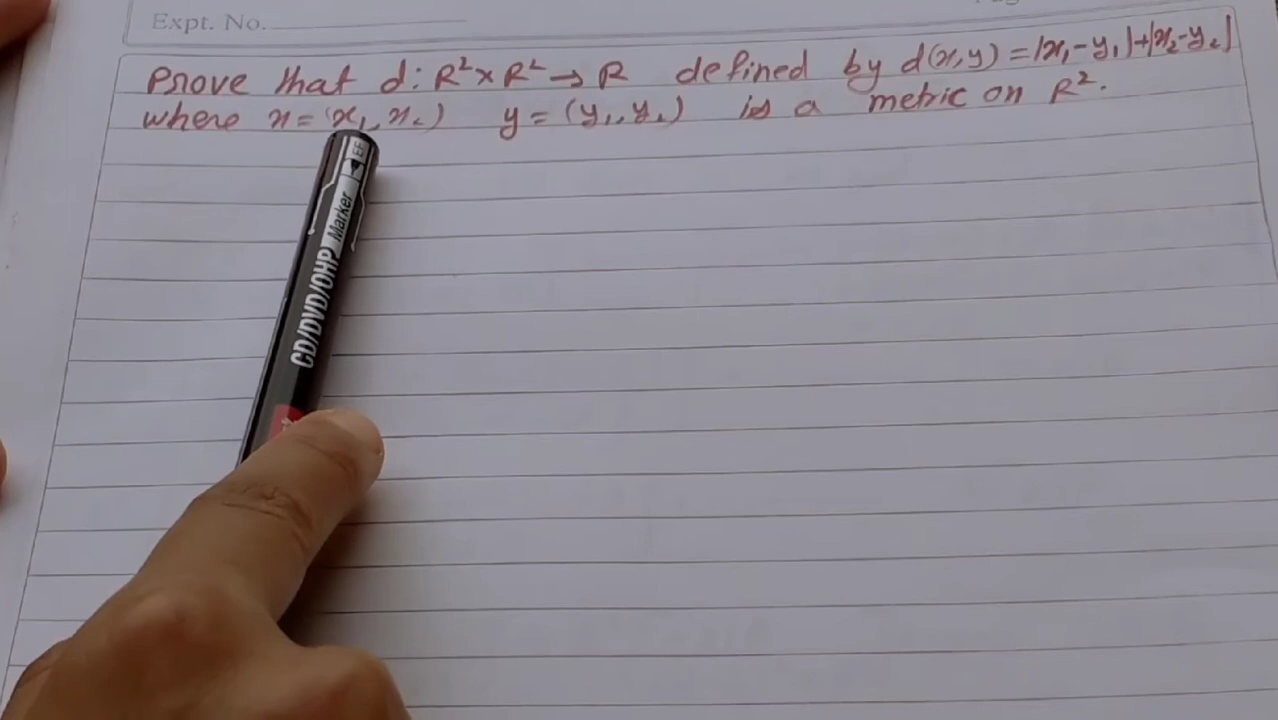 Expt. No.
Prove that d: R² × R² → R defined by d(x,y) = |x₁-y₁|+|x₂-y₂|
where x = (x₁, x₂) y = (y₁, y₂) is a metric on R².
CD/DVD/OHP Marker